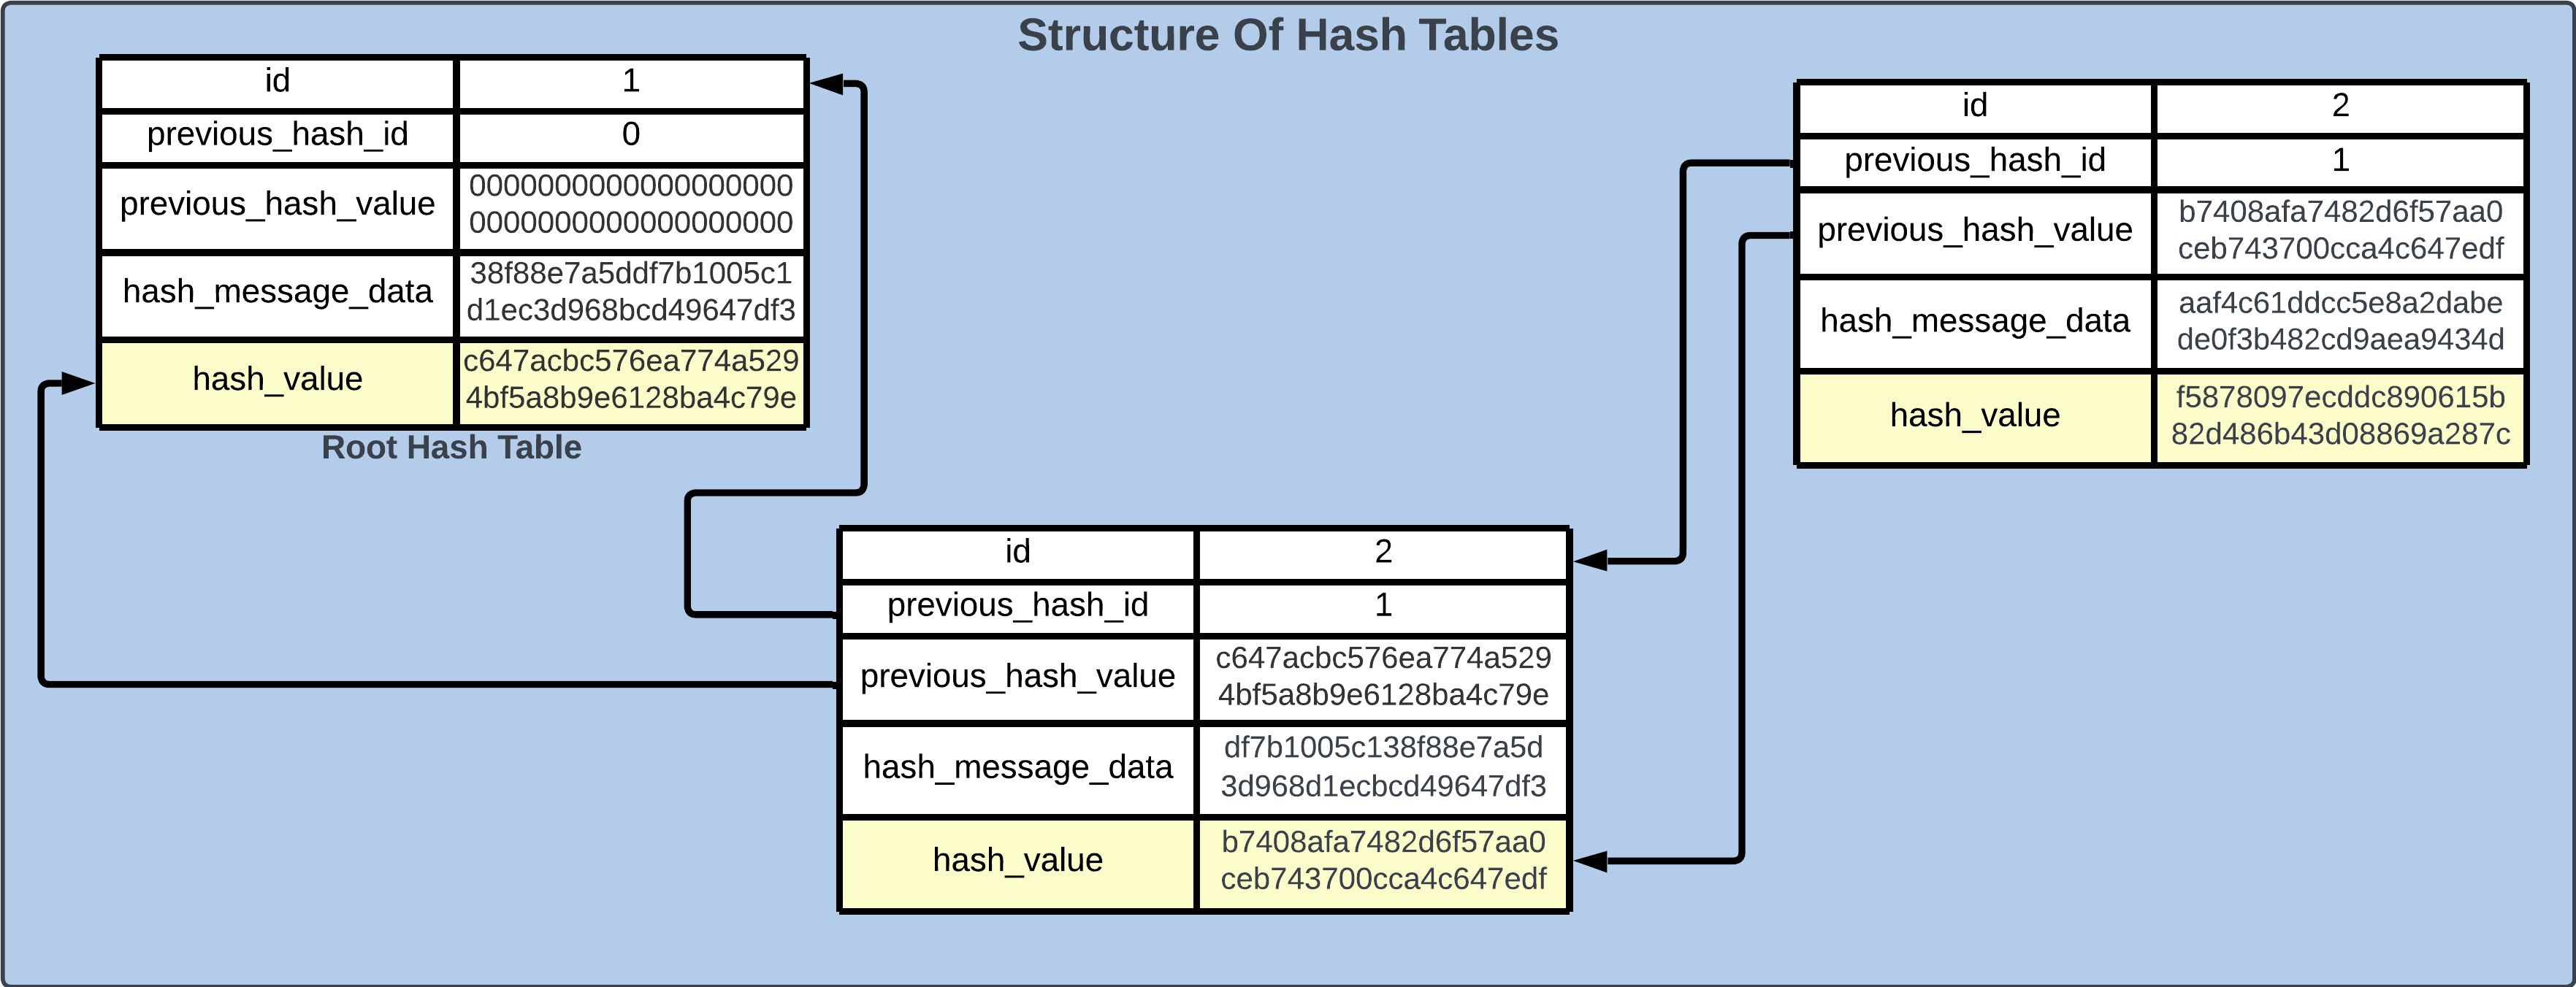 Structure Of Hash Tables
id
1
previous_hash_id
0
previous_hash_value
0000000000000000000
0000000000000000000
hash_message_data
38f88e7a5ddf7b1005c1
d1ec3d968bcd49647df3
hash_value
c647acbc576ea774a529
4bf5a8b9e6128ba4c79e
Root Hash Table
id
2
previous_hash_id
1
previous_hash_value
c647acbc576ea774a529
4bf5a8b9e6128ba4c79e
hash_message_data
df7b1005c138f88e7a5d
3d968d1ecbcd49647df3
hash_value
b7408afa7482d6f57aa0
ceb743700cca4c647edf
id
2
previous_hash_id
1
previous_hash_value
b7408afa7482d6f57aa0
ceb743700cca4c647edf
hash_message_data
aaf4c61ddcc5e8a2dabe
de0f3b482cd9aea9434d
hash_value
f5878097ecddc890615b
82d486b43d08869a287c